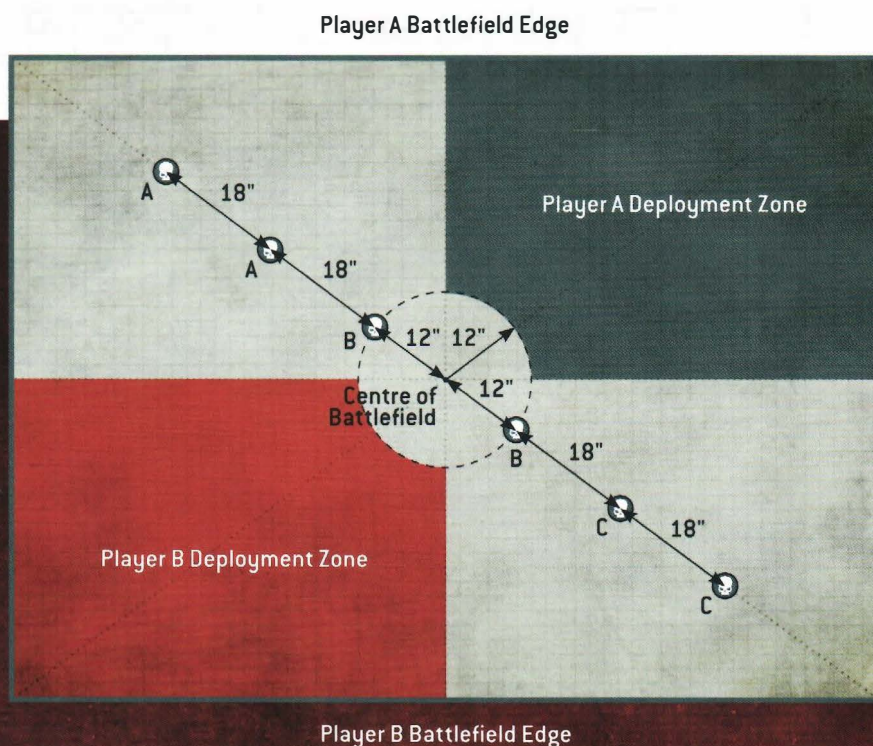 Player A Battlefield Edge
A
18"
Player A Deployment Zone
A
18"
B
12" 12"
Centre of
Battlefield
12"
B
18"
Player B Deployment Zone
C
18"
C
Player B Battlefield Edge